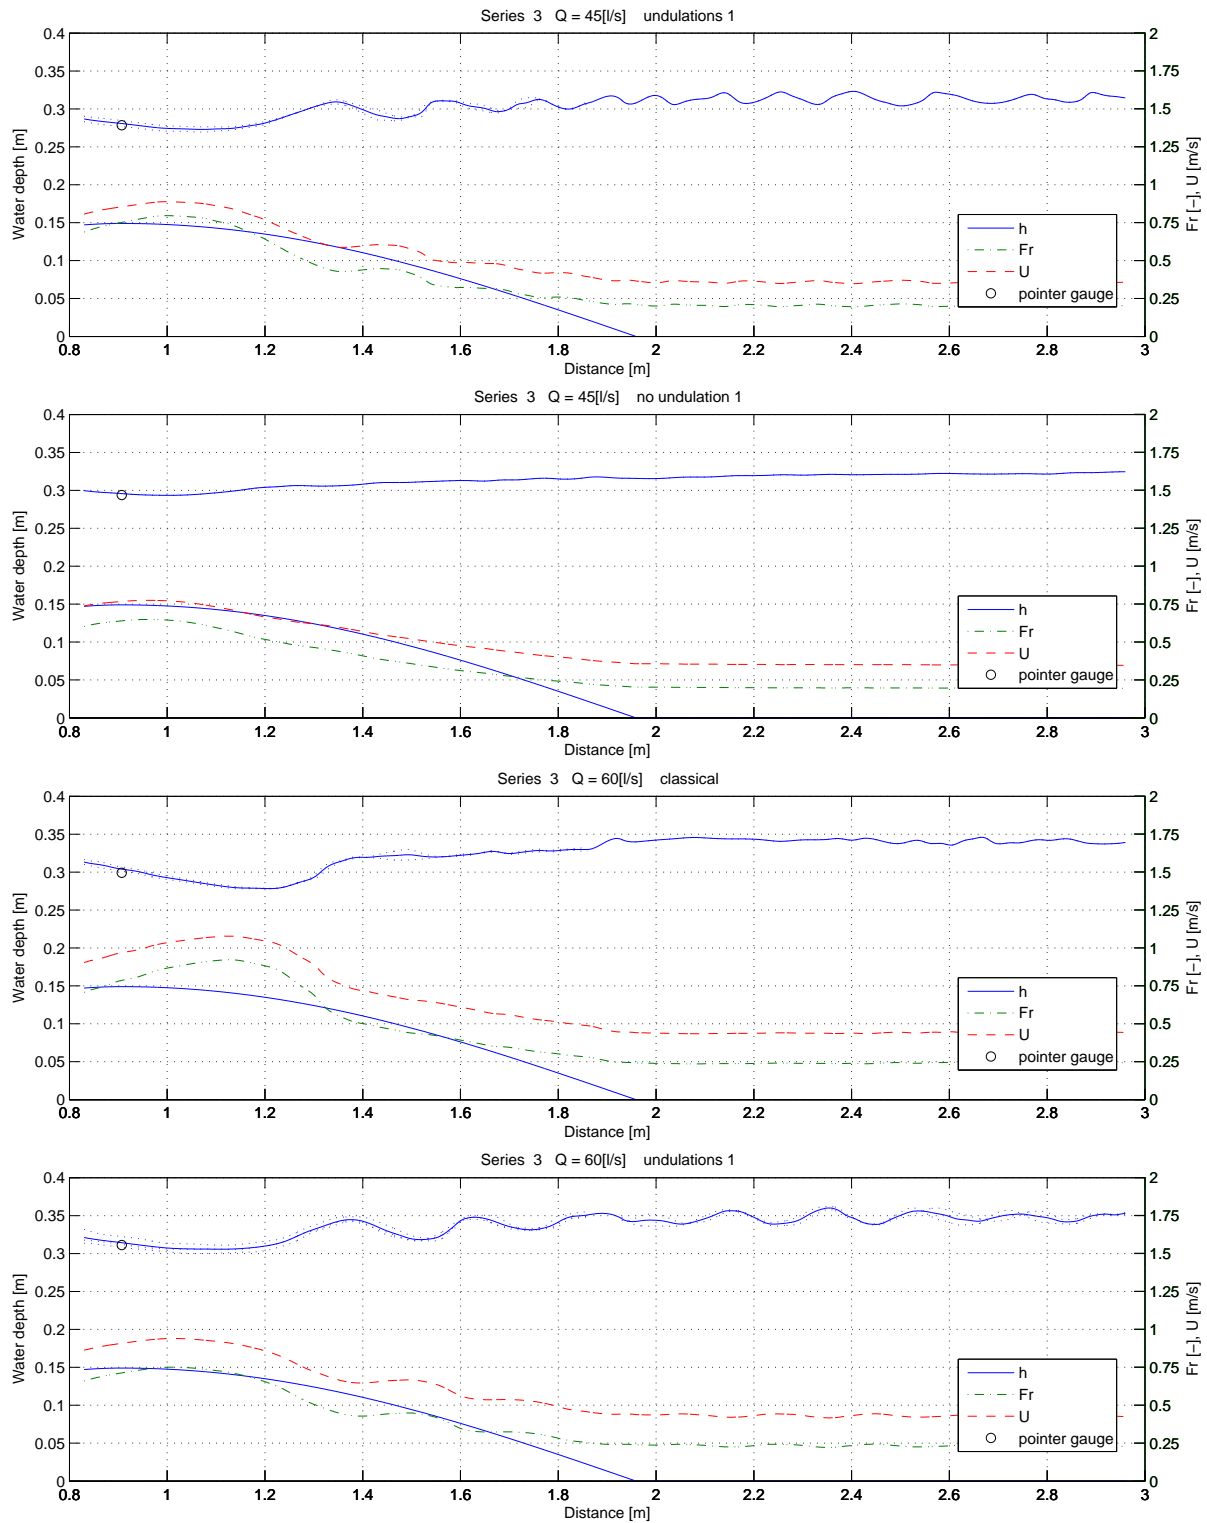 Series 3 Q = 45[l/s] undulations 1
0.4
0.35
0.3
0.25
0.2
0.15
0.1
0.05
0
Water depth [m]
2
1.75
1.5
1.25
1
0.75
0.5
0.25
0
Fr [−], U [m/s]
h
Fr
U
pointer gauge
0.8 1 1.2 1.4 1.6 1.8 2 2.2 2.4 2.6 2.8 3
Distance [m]
Series 3 Q = 45[l/s] no undulation 1
0.4
0.35
0.3
0.25
0.2
0.15
0.1
0.05
0
Water depth [m]
2
1.75
1.5
1.25
1
0.75
0.5
0.25
0
Fr [−], U [m/s]
h
Fr
U
pointer gauge
0.8 1 1.2 1.4 1.6 1.8 2 2.2 2.4 2.6 2.8 3
Distance [m]
Series 3 Q = 60[l/s] classical
0.4
0.35
0.3
0.25
0.2
0.15
0.1
0.05
0
Water depth [m]
2
1.75
1.5
1.25
1
0.75
0.5
0.25
0
Fr [−], U [m/s]
h
Fr
U
pointer gauge
0.8 1 1.2 1.4 1.6 1.8 2 2.2 2.4 2.6 2.8 3
Distance [m]
Series 3 Q = 60[l/s] undulations 1
0.4
0.35
0.3
0.25
0.2
0.15
0.1
0.05
0
Water depth [m]
2
1.75
1.5
1.25
1
0.75
0.5
0.25
0
Fr [−], U [m/s]
h
Fr
U
pointer gauge
0.8 1 1.2 1.4 1.6 1.8 2 2.2 2.4 2.6 2.8 3
Distance [m]